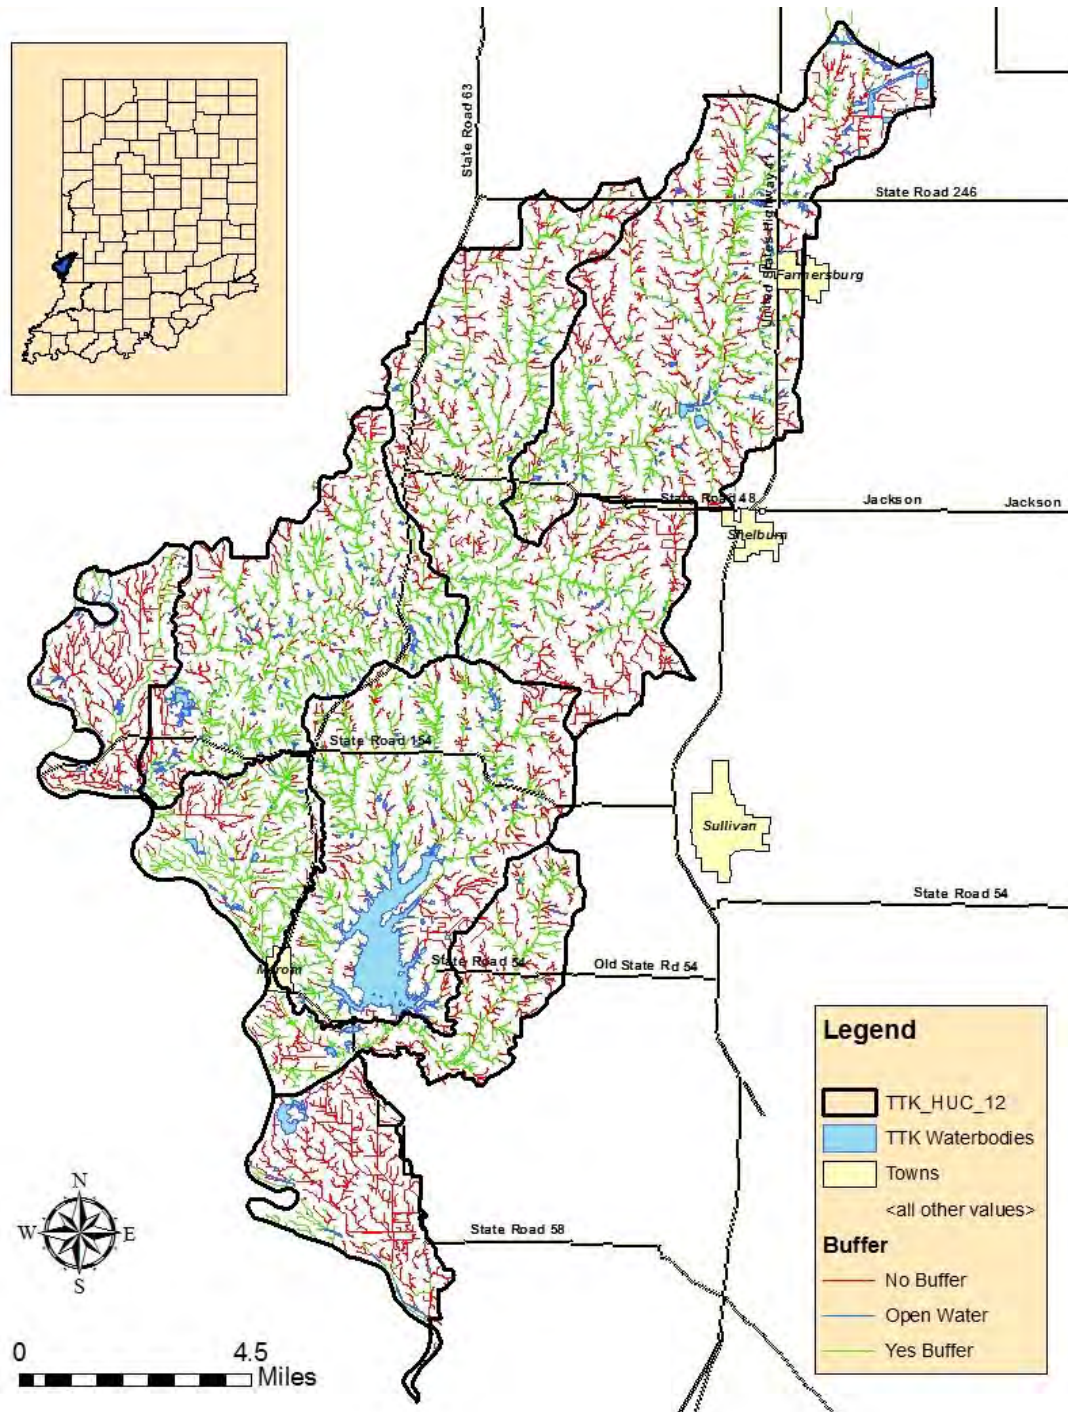 State Road 63
State Road 246
United States Highway 41
Farmersburg
State Road 48
Jackson
Jackson
Shelburn
State Road 154
Sullivan
State Road 54
Merom
State Road 54
Old State Rd 54
State Road 58
N
W
E
S
0
4.5
Miles
Legend
TTK_HUC_12
TTK Waterbodies
Towns
<all other values>
Buffer
No Buffer
Open Water
Yes Buffer